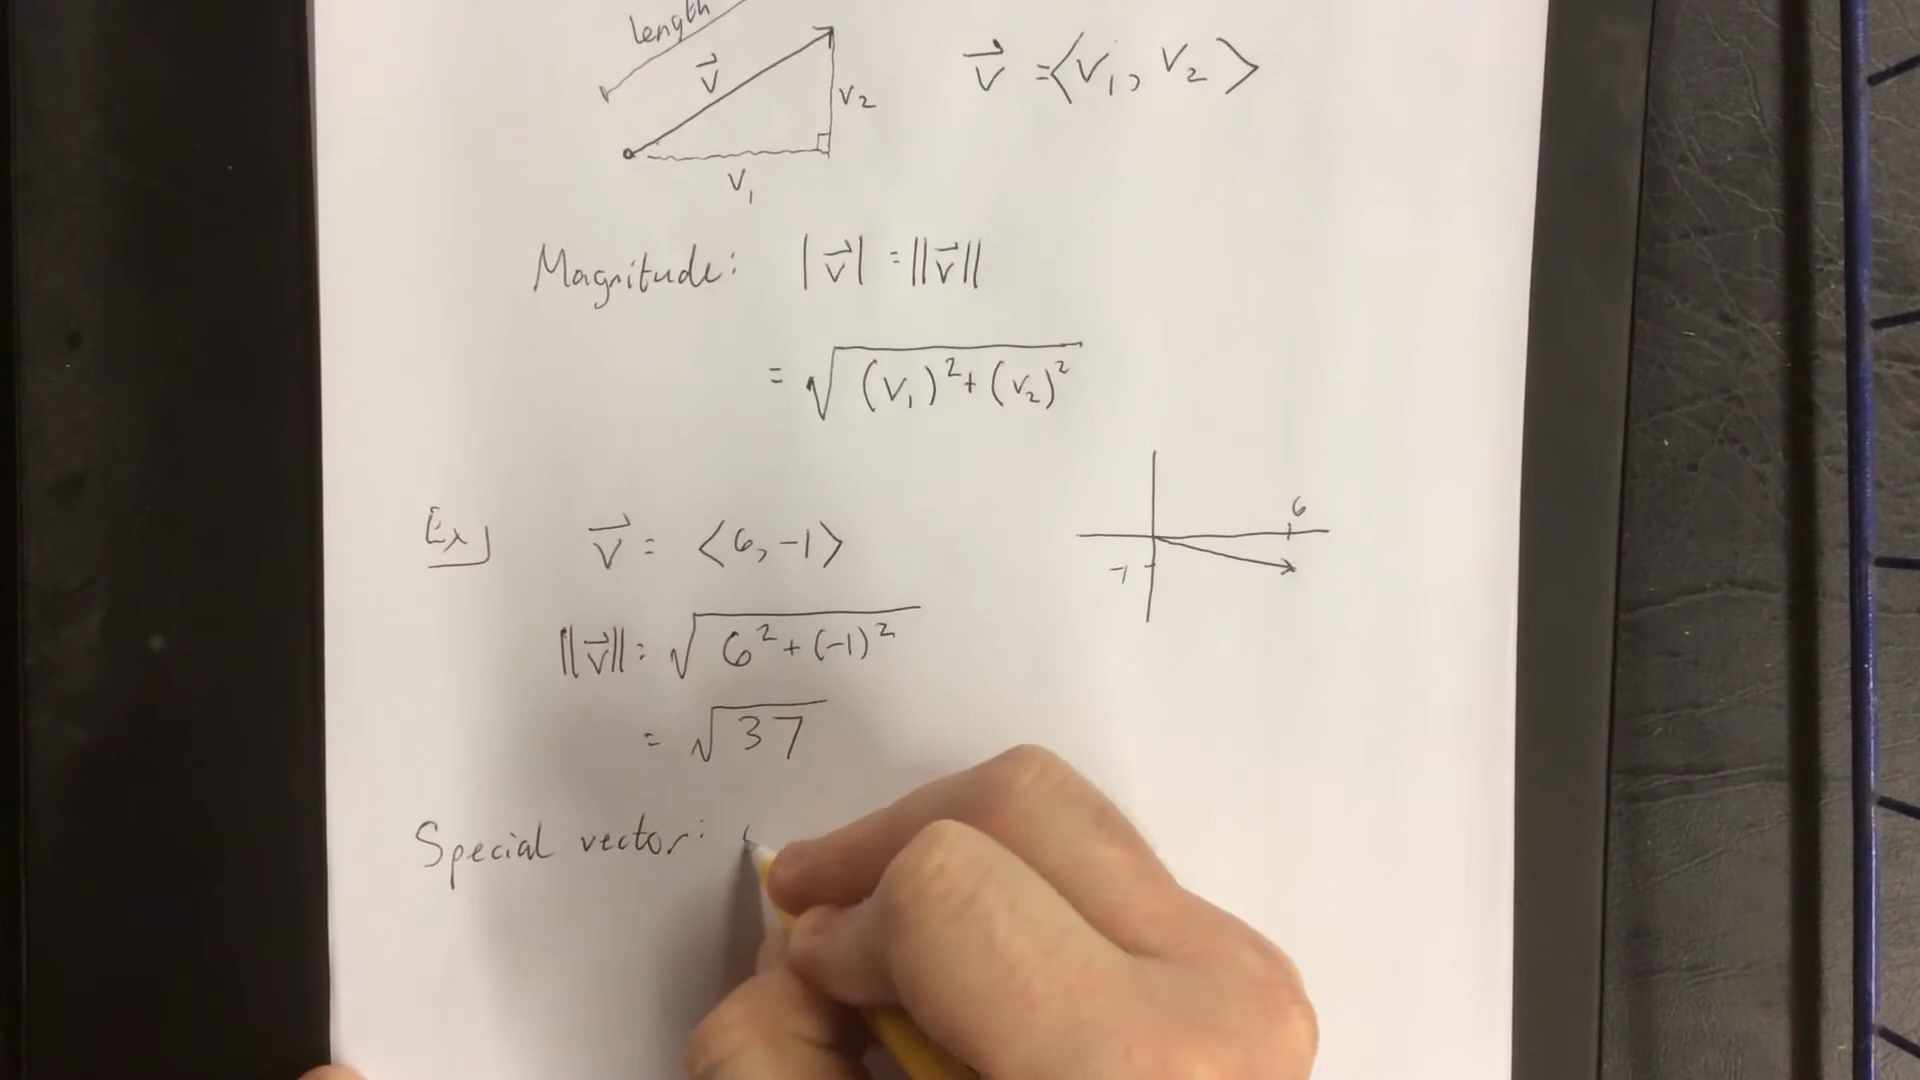 length
v⃗
v₂
v₁
v⃗ = ⟨v₁, v₂⟩
Magnitude: |v⃗| = ||v⃗||
= √((v₁)² + (v₂)²)
Ex) v⃗ = ⟨6, -1⟩
6
-1
||v⃗|| = √(6² + (-1)²)
= √37
Special vector: